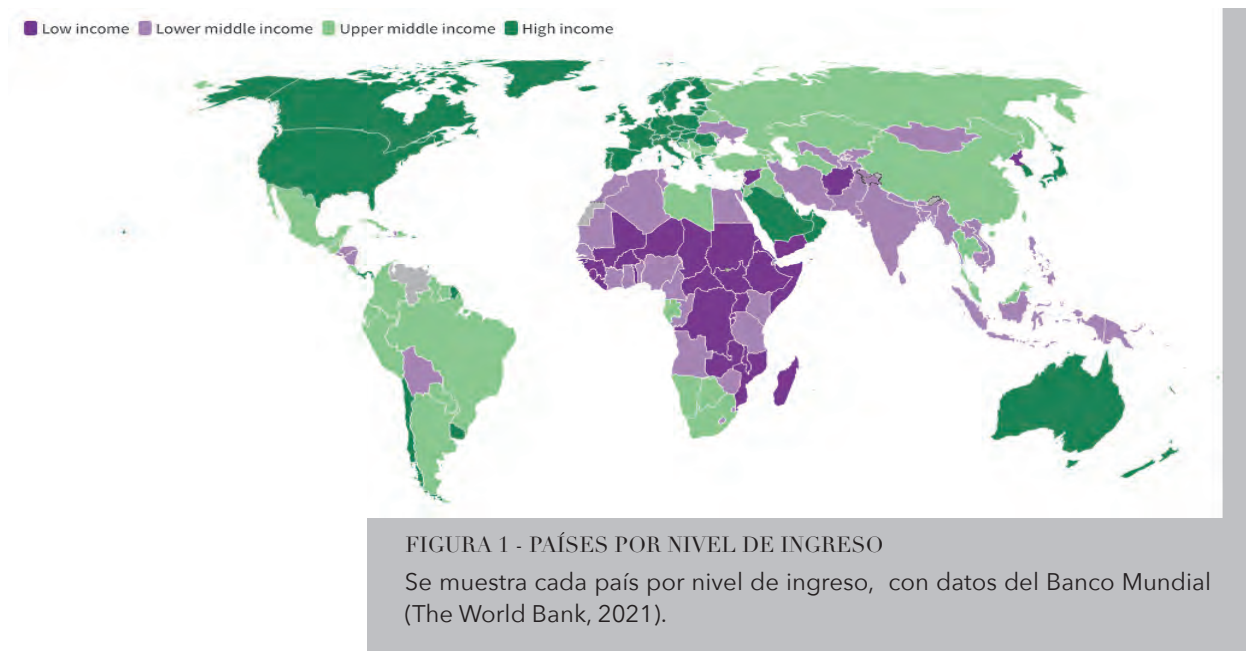 Low income Lower middle income Upper middle income High income
FIGURA 1 - PAÍSES POR NIVEL DE INGRESO
Se muestra cada país por nivel de ingreso, con datos del Banco Mundial
(The World Bank, 2021).